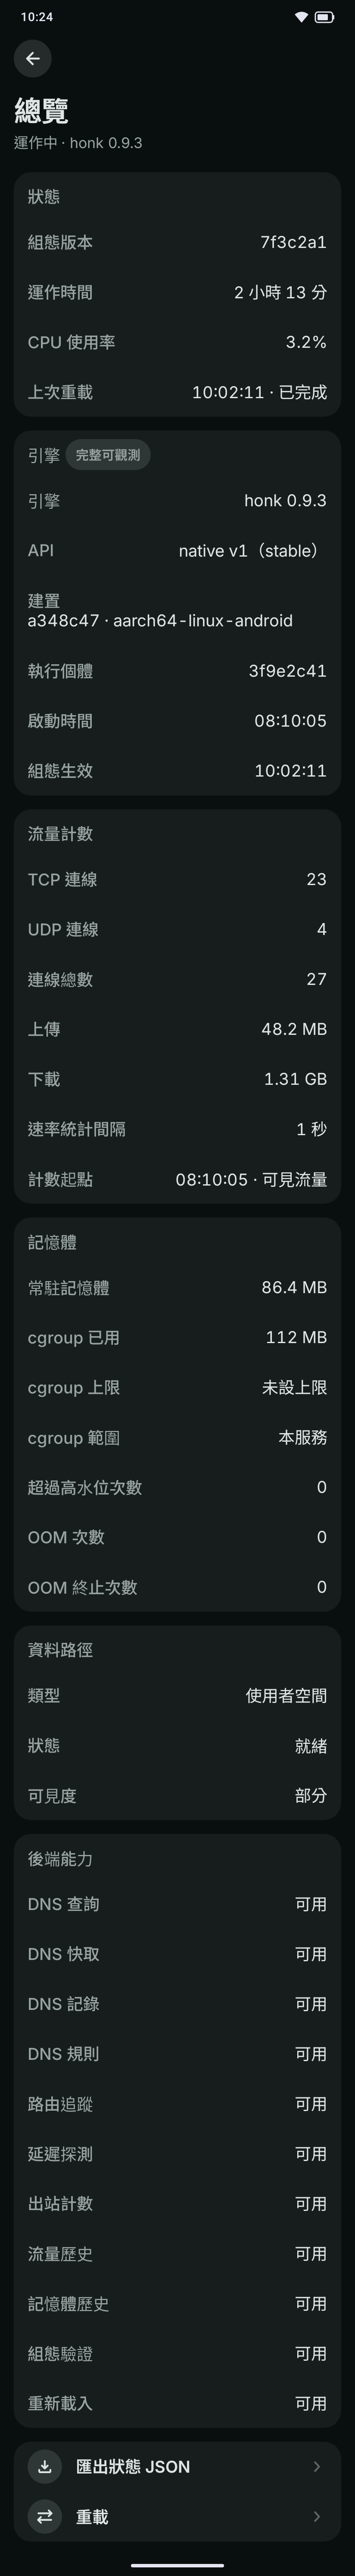 10:24
總覽
運作中 · honk 0.9.3
狀態
組態版本 7f3c2a1
運作時間 2 小時 13 分
CPU 使用率 3.2%
上次重載 10:02:11 · 已完成
引擎 完整可觀測
引擎 honk 0.9.3
API native v1（stable）
建置
a348c47 · aarch64-linux-android
執行個體 3f9e2c41
啟動時間 08:10:05
組態生效 10:02:11
流量計數
TCP 連線 23
UDP 連線 4
連線總數 27
上傳 48.2 MB
下載 1.31 GB
速率統計間隔 1 秒
計數起點 08:10:05 · 可見流量
記憶體
常駐記憶體 86.4 MB
cgroup 已用 112 MB
cgroup 上限 未設上限
cgroup 範圍 本服務
超過高水位次數 0
OOM 次數 0
OOM 終止次數 0
資料路徑
類型 使用者空間
狀態 就緒
可見度 部分
後端能力
DNS 查詢 可用
DNS 快取 可用
DNS 記錄 可用
DNS 規則 可用
路由追蹤 可用
延遲探測 可用
出站計數 可用
流量歷史 可用
記憶體歷史 可用
組態驗證 可用
重新載入 可用
匯出狀態 JSON
重載